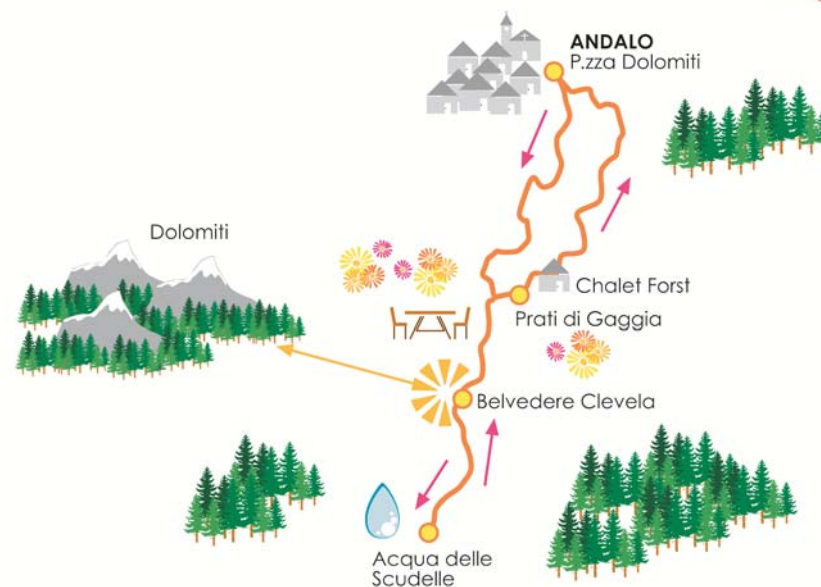 ANDALO
P.zza Dolomiti
Dolomiti
Chalet Forst
Prati di Gaggia
Belvedere Clevela
Acqua delle
Scudelle